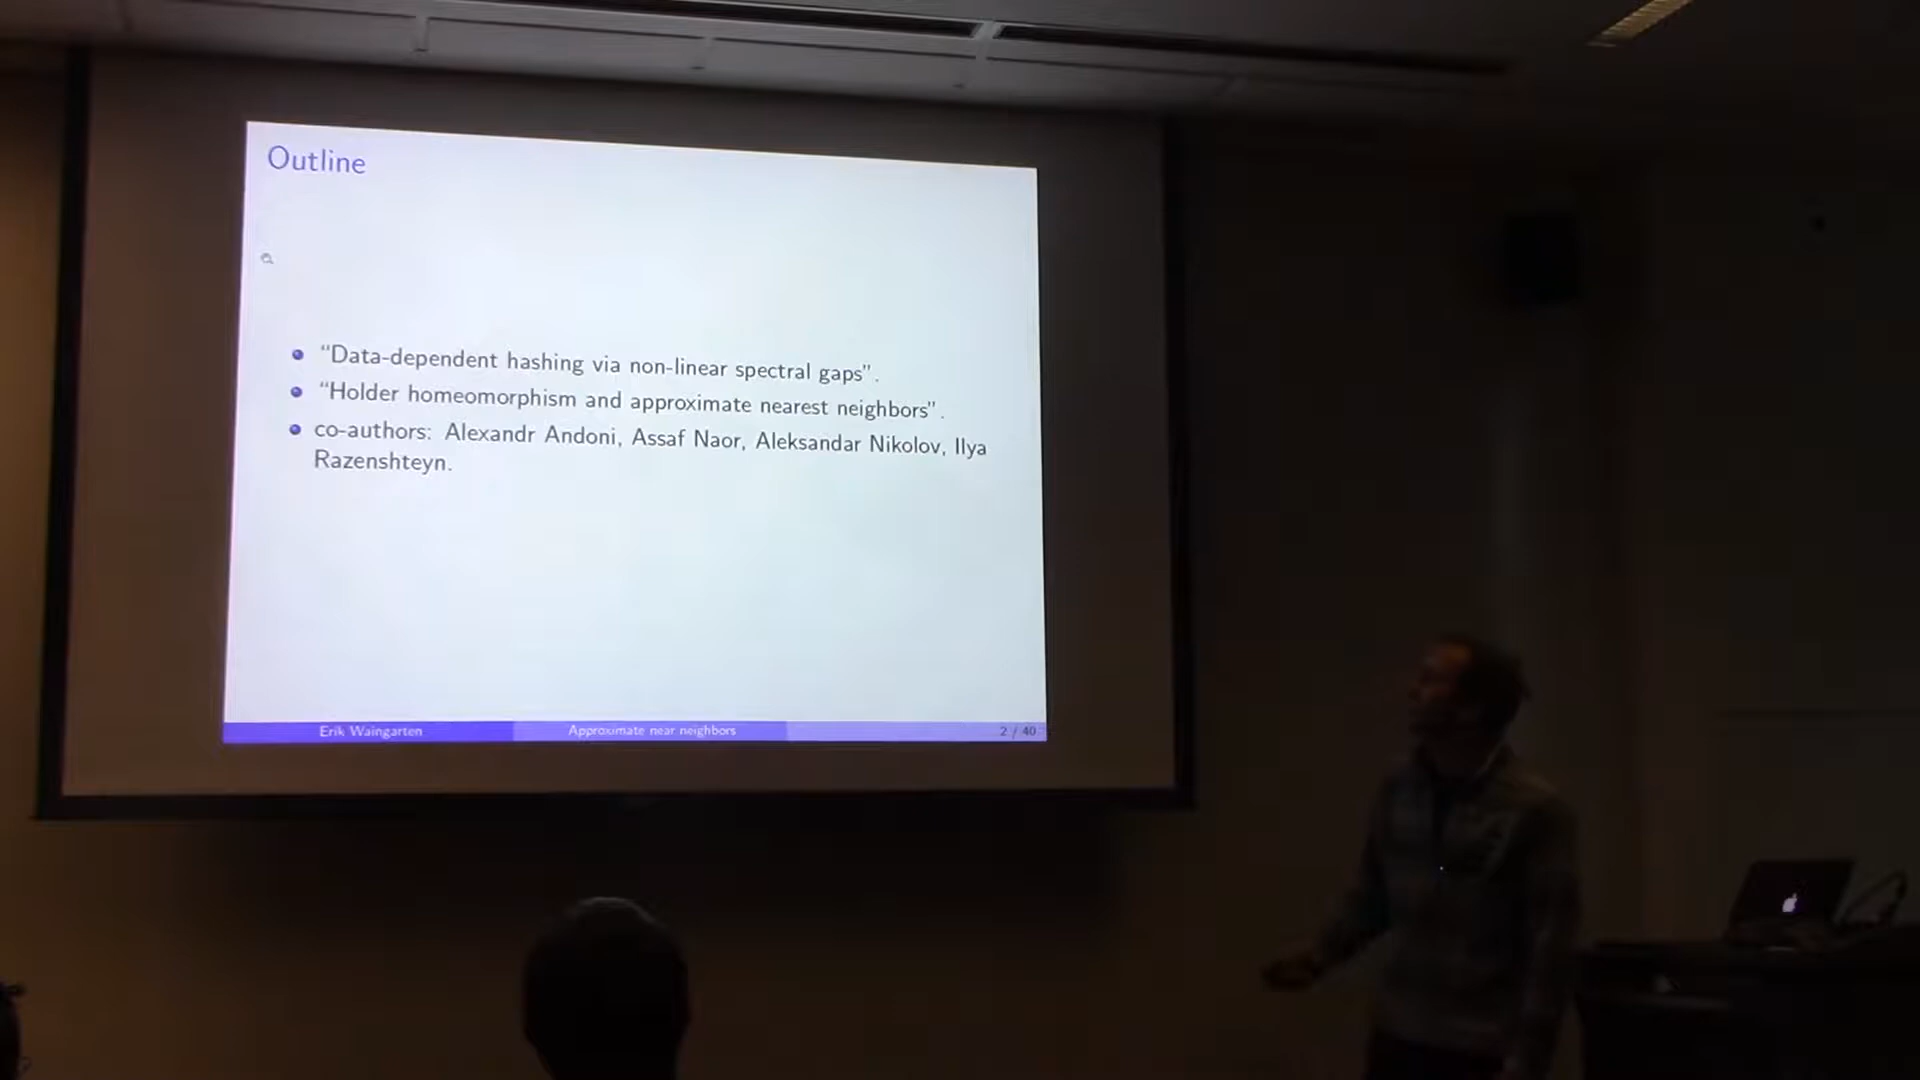 Outline
“Data-dependent hashing via non-linear spectral gaps”.
“Holder homeomorphism and approximate nearest neighbors”.
co-authors: Alexandr Andoni, Assaf Naor, Aleksandar Nikolov, Ilya
Razenshteyn.
Erik Waingarten Approximate near neighbors 2 / 40